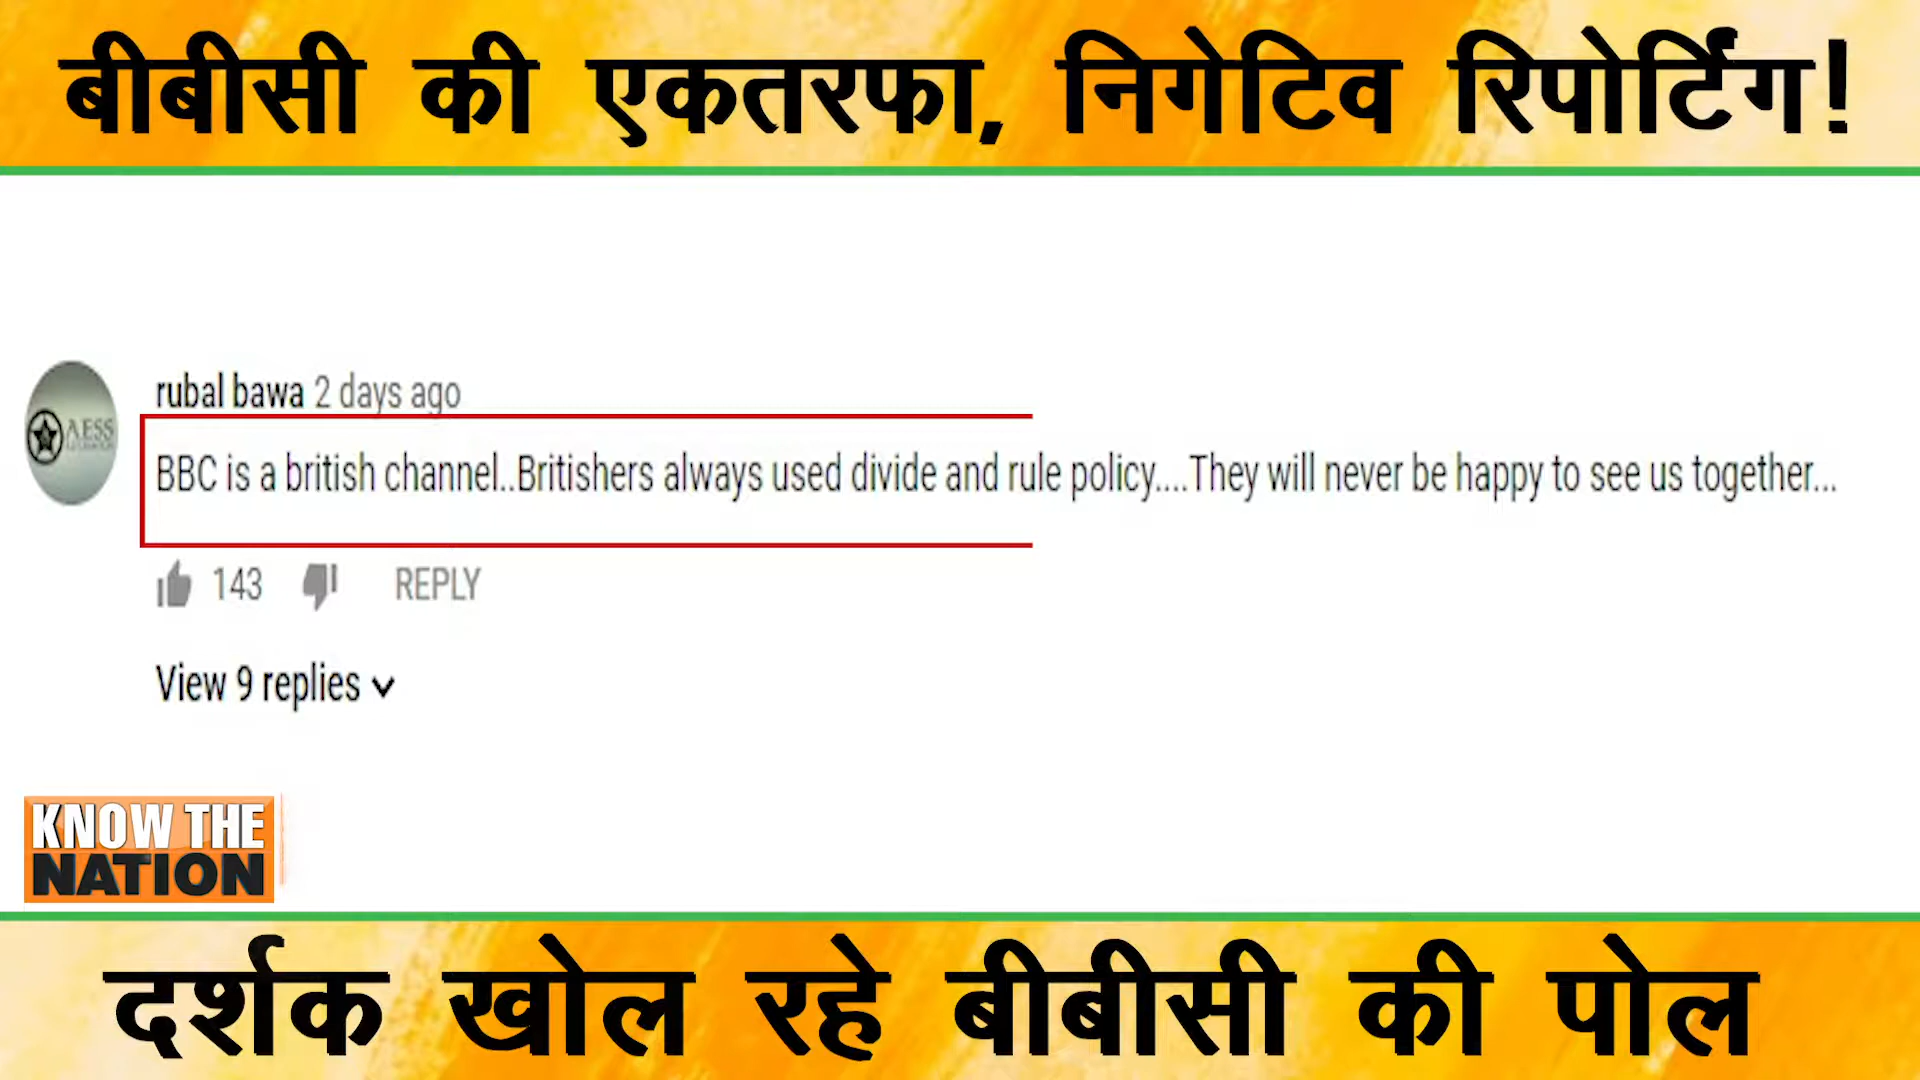 बीबीसी की एकतरफा, निगेटिव रिपोर्टिंग!
rubal bawa 2 days ago
BBC is a british channel..Britishers always used divide and rule policy....They will never be happy to see us together...
143 REPLY
View 9 replies
KNOW THE
NATION
दर्शक खोल रहे बीबीसी की पोल